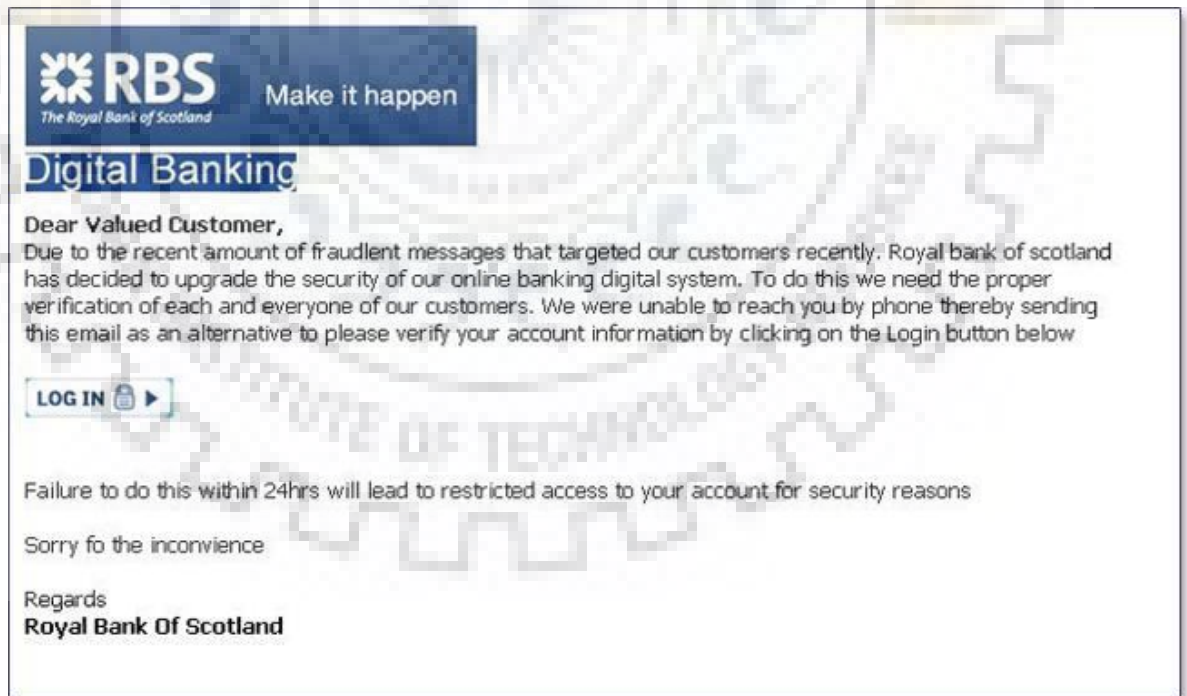 RBS
The Royal Bank of Scotland
Make it happen
Digital Banking
Dear Valued Customer,
Due to the recent amount of fraudlent messages that targeted our customers recently. Royal bank of scotland
has decided to upgrade the security of our online banking digital system. To do this we need the proper
verification of each and everyone of our customers. We were unable to reach you by phone thereby sending
this email as an alternative to please verify your account information by clicking on the Login button below
LOG IN
INSTITUTE OF TECHNOLOGY
Failure to do this within 24hrs will lead to restricted access to your account for security reasons
Sorry fo the inconvience
Regards
Royal Bank Of Scotland